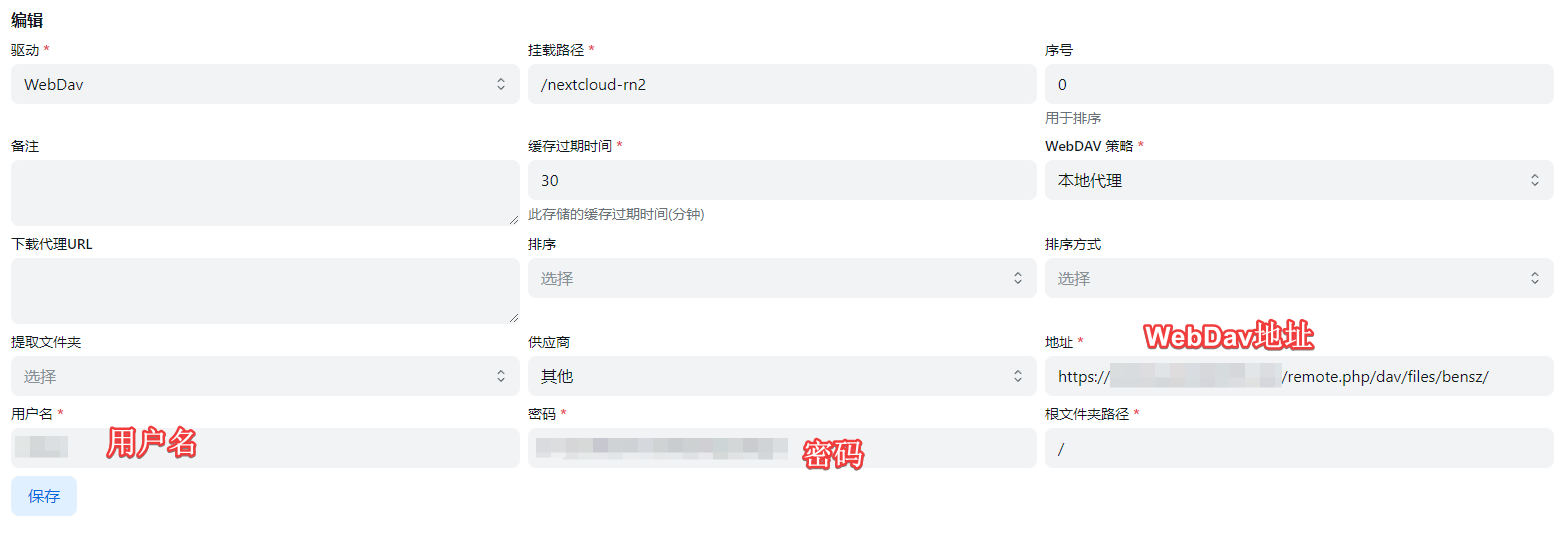 编辑
驱动 * 挂载路径 * 序号
WebDav /nextcloud-rn2 0
用于排序
备注 缓存过期时间 * WebDAV 策略 *
30 本地代理
此存储的缓存过期时间(分钟)
下载代理URL 排序 排序方式
选择 选择
WebDav地址
提取文件夹 供应商 地址 *
选择 其他 https:// /remote.php/dav/files/bensz/
用户名 * 密码 * 根文件夹路径 *
用户名 密码 /
保存